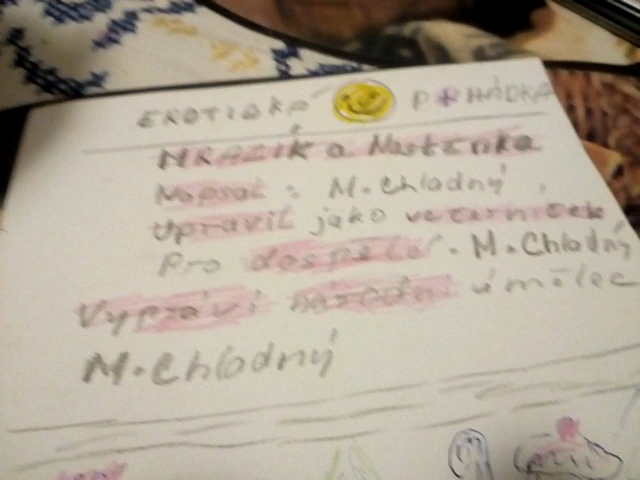 EROTICKÁ POHÁDKA
MRAZÍK a Nastěnka
Napsal : M. Chladný
Upravil jako večerníček
Pro dospělé . M. Chladný
Vypráví národní umělec
M. Chladný